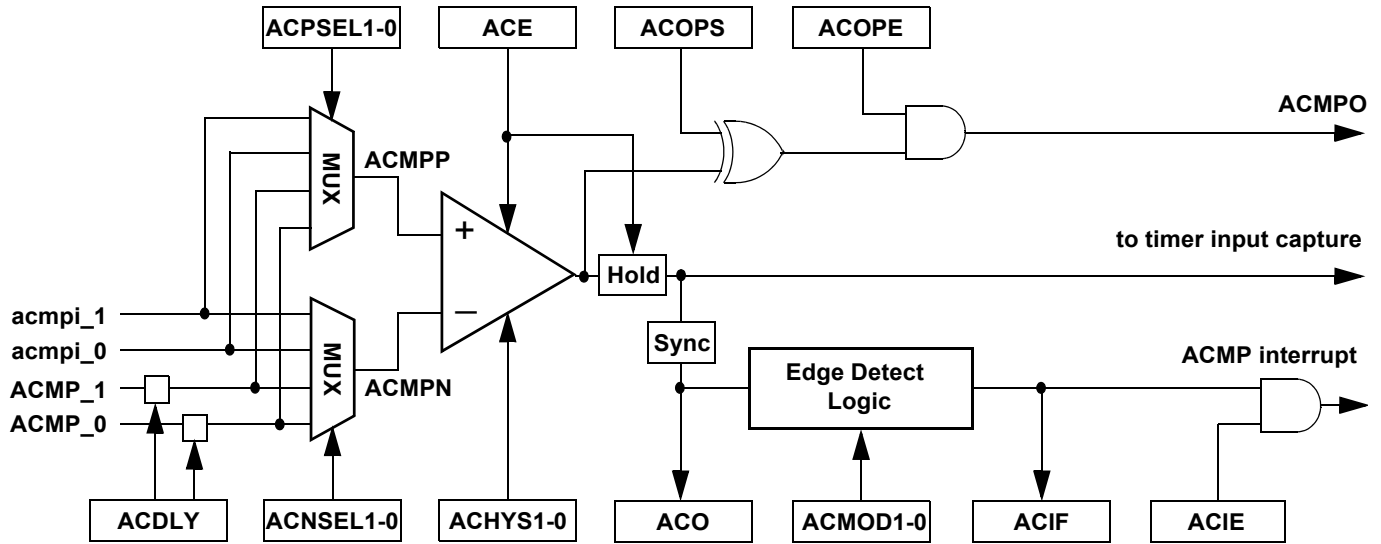 ACPSEL1-0
ACE
ACOPS
ACOPE
ACMPO
MUX
ACMPP
+
to timer input capture
Hold
acmpi_1
acmpi_0
ACMP_1
ACMP_0
MUX
−
ACMPN
Sync
Edge Detect
Logic
ACMP interrupt
ACDLY
ACNSEL1-0
ACHYS1-0
ACO
ACMOD1-0
ACIF
ACIE